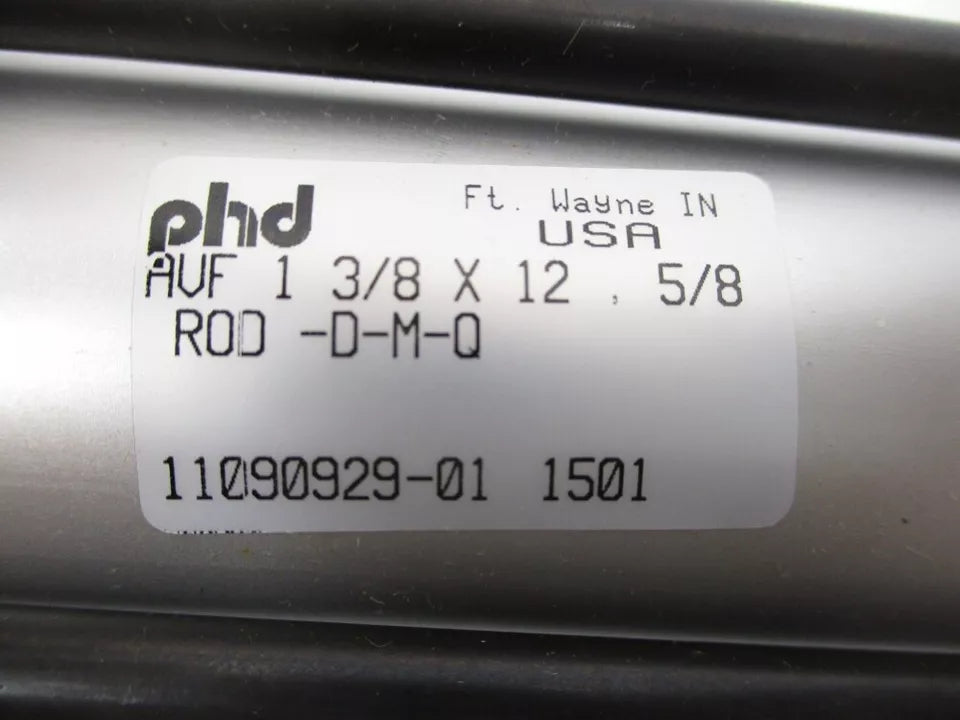 phd
Ft. Wayne IN
USA
AVF 1 3/8 X 12 , 5/8
ROD -D-M-Q
11090929-01 1501